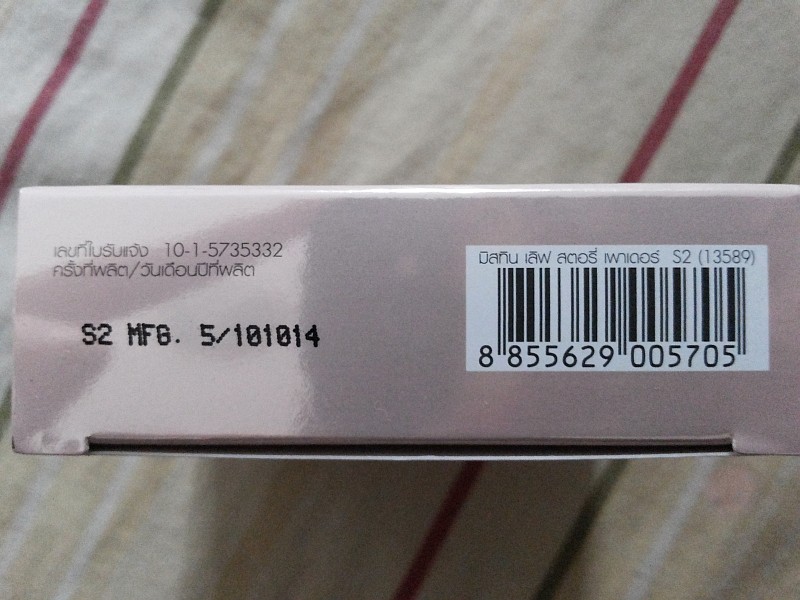 เลขที่ใบรับแจ้ง 10-1-5735332
ครั้งที่ผลิต/วันเดือนปีที่ผลิต
S2 MFG. 5/101014
มิสทิน เลิฟ สตอรี่ เพาเดอร์ S2 (13589)
8 855629 005705